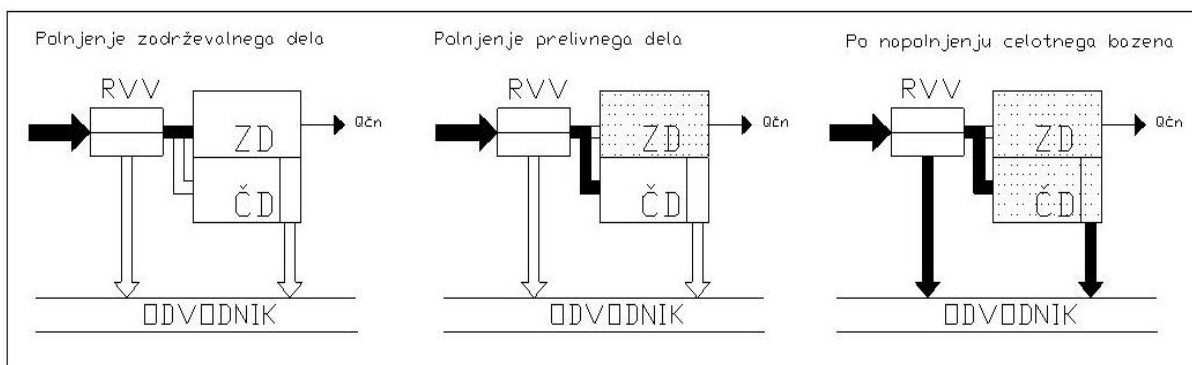 Polnjenje zadrževalnega dela
RVV
ZD
Qčn
ČD
ODVODNIK
Polnjenje prelivnega dela
RVV
ZD
Qčn
ČD
ODVODNIK
Po napolnjenju celotnega bazena
RVV
ZD
Qčn
ČD
ODVODNIK